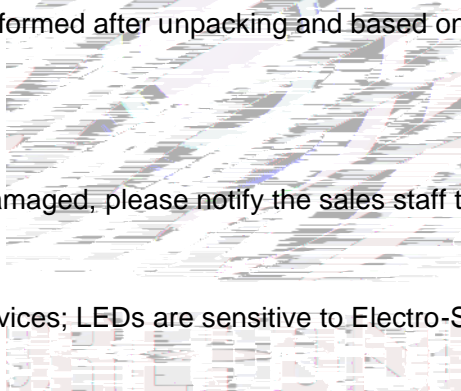 formed after unpacking and based on
amaged, please notify the sales staff t
vices; LEDs are sensitive to Electro-S